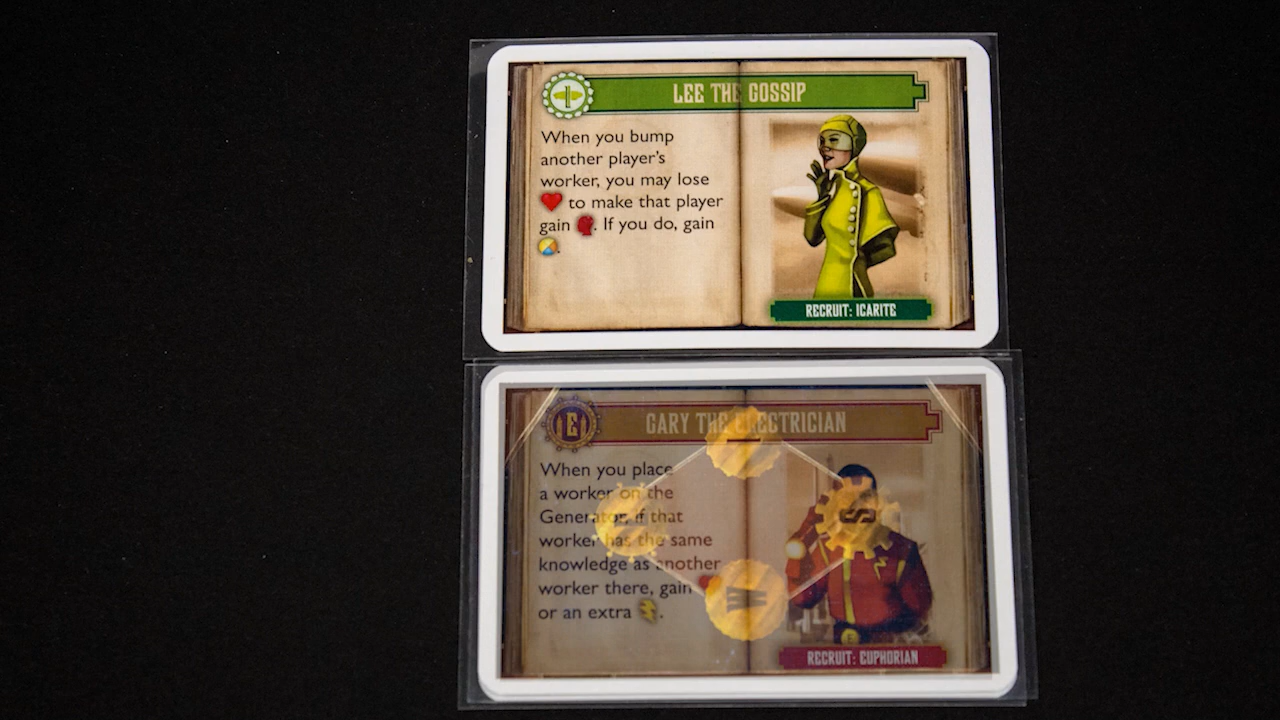 I
LEE THE GOSSIP
When you bump
another player's
worker, you may lose
to make that player
gain . If you do, gain
.
RECRUIT: ICARITE
E
GARY THE ELECTRICIAN
When you place
a worker on the
Generator, if that
worker has the same
knowledge as another
worker there, gain
or an extra .
RECRUIT: EUPHORIAN
I
S
W
E